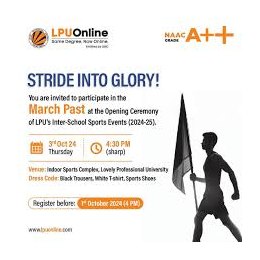 LPUOnline
Same Degree, Now Online
NAAC
GRADE
A++
STRIDE INTO GLORY!
You are invited to participate in the
March Past at the Opening Ceremony
of LPU's Inter-School Sports Events (2024-25).
3rd Oct 24
Thursday
4:30 PM
(sharp)
Venue: Indoor Sports Complex, Lovely Professional University
Dress Code: Black Trousers, White T-shirt, Sports Shoes
Register before: 1st October 2024 (4 PM)
www.lpuonline.com